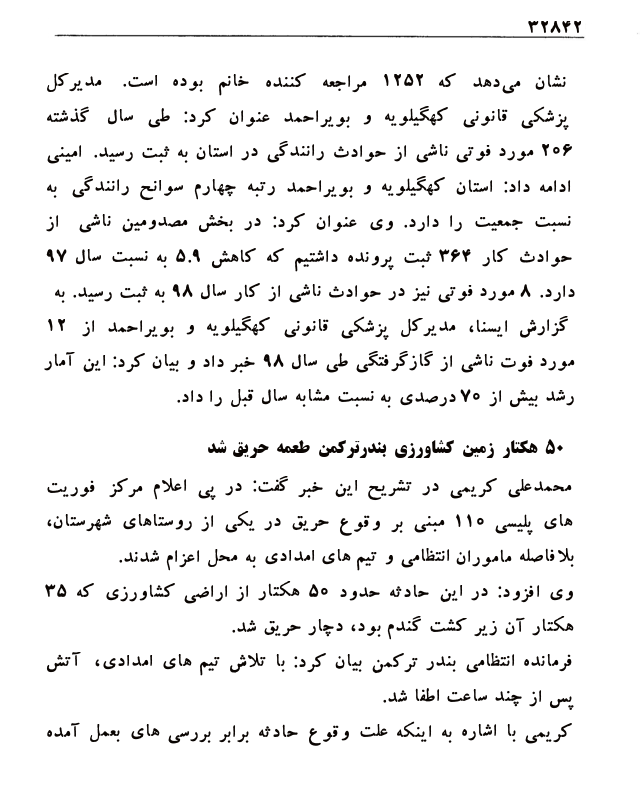 ۳۲۸۴۲
نشان می‌دهد که ۱۲۵۲ مراجعه کننده خانم بوده است. مدیرکل
پزشکی قانونی کهگیلویه و بویراحمد عنوان کرد: طی سال گذشته
۲۰۶ مورد فوتی ناشی از حوادث رانندگی در استان به ثبت رسید. امینی
ادامه داد: استان کهگیلویه و بویراحمد رتبه چهارم سوانح رانندگی به
نسبت جمعیت را دارد. وی عنوان کرد: در بخش مصدومین ناشی از
حوادث کار ۳۶۴ ثبت پرونده داشتیم که کاهش ۵.۹ به نسبت سال ۹۷
دارد. ۸ مورد فوتی نیز در حوادث ناشی از کار سال ۹۸ به ثبت رسید. به
گزارش ایسنا، مدیرکل پزشکی قانونی کهگیلویه و بویراحمد از ۱۲
مورد فوت ناشی از گازگرفتگی طی سال ۹۸ خبر داد و بیان کرد: این آمار
رشد بیش از ۷۰ درصدی به نسبت مشابه سال قبل را داد.
۵۰ هکتار زمین کشاورزی بندرترکمن طعمه حریق شد
محمدعلی کریمی در تشریح این خبر گفت: در پی اعلام مرکز فوریت
های پلیسی ۱۱۰ مبنی بر وقوع حریق در یکی از روستاهای شهرستان،
بلافاصله ماموران انتظامی و تیم های امدادی به محل اعزام شدند.
وی افزود: در این حادثه حدود ۵۰ هکتار از اراضی کشاورزی که ۳۵
هکتار آن زیر کشت گندم بود، دچار حریق شد.
فرمانده انتظامی بندر ترکمن بیان کرد: با تلاش تیم های امدادی، آتش
پس از چند ساعت اطفا شد.
کریمی با اشاره به اینکه علت وقوع حادثه برابر بررسی های بعمل آمده